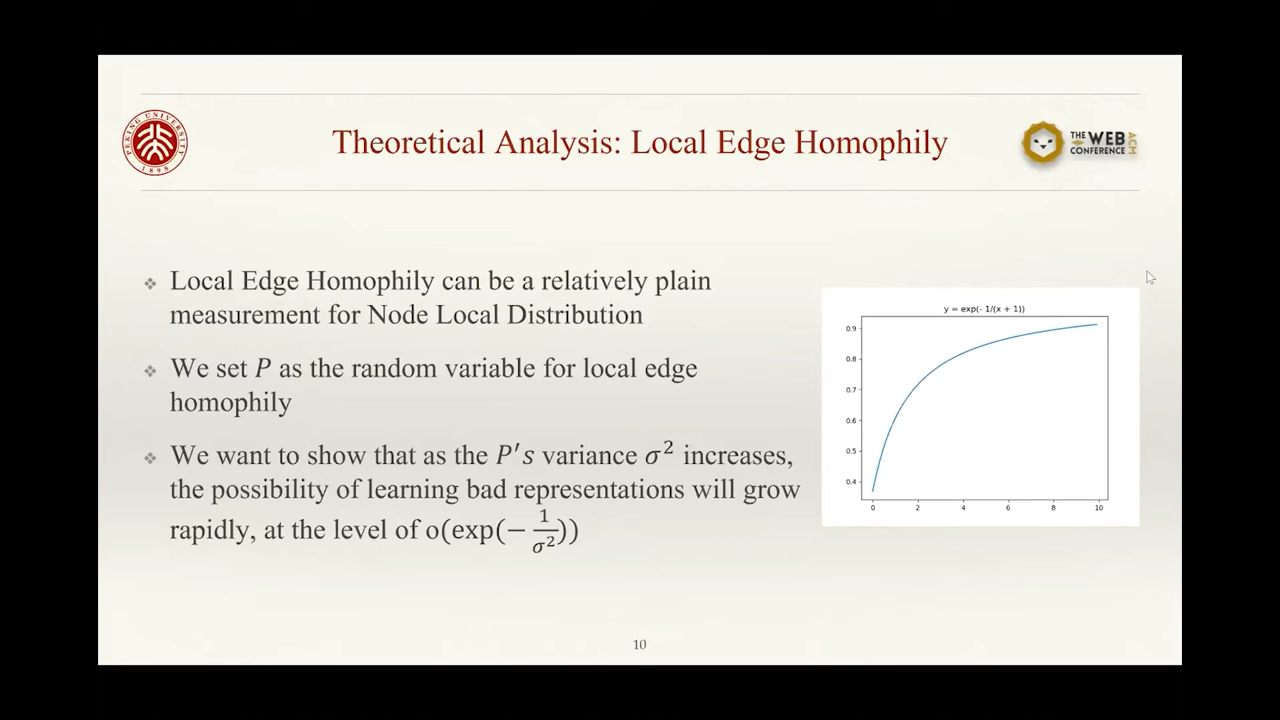 PEKING UNIVERSITY
1898
Theoretical Analysis: Local Edge Homophily
THE WEB CONFERENCE
ACM
❖ Local Edge Homophily can be a relatively plain
measurement for Node Local Distribution
❖ We set P as the random variable for local edge
homophily
❖ We want to show that as the P's variance σ² increases,
the possibility of learning bad representations will grow
rapidly, at the level of o(exp(− 1/σ²))
y = exp(- 1/(x + 1))
0.9
0.8
0.7
0.6
0.5
0.4
0 2 4 6 8 10
10